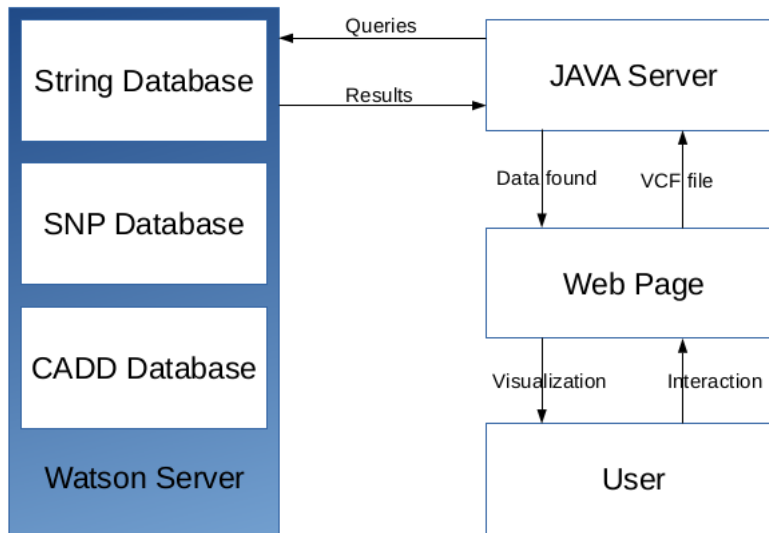 String Database
SNP Database
CADD Database
Watson Server
Queries
Results
JAVA Server
Data found
VCF file
Web Page
Visualization
Interaction
User